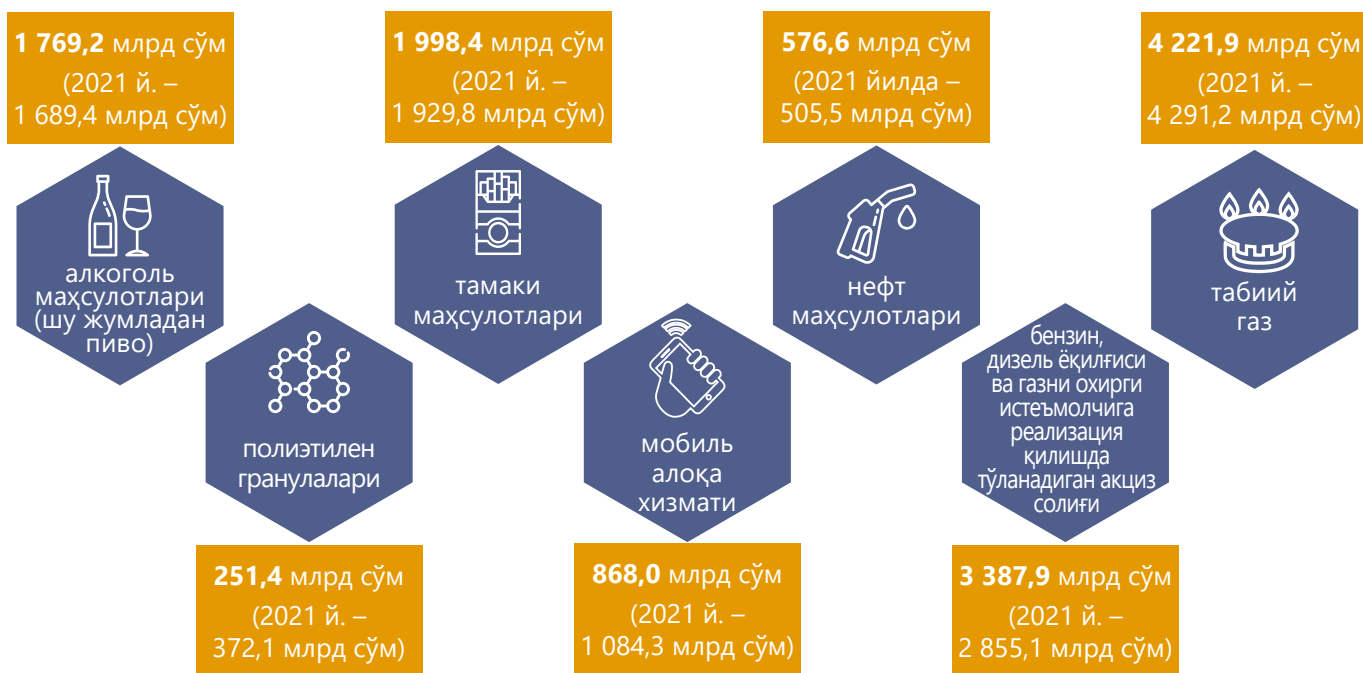 1 769,2 млрд сўм
(2021 й. –
1 689,4 млрд сўм)
алкоголь
маҳсулотлари
(шу жумладан
пиво)
полиэтилен
гранулалари
251,4 млрд сўм
(2021 й. –
372,1 млрд сўм)
1 998,4 млрд сўм
(2021 й. –
1 929,8 млрд сўм)
тамаки
маҳсулотлари
мобиль
алоқа
хизмати
868,0 млрд сўм
(2021 й. –
1 084,3 млрд сўм)
576,6 млрд сўм
(2021 йилда –
505,5 млрд сўм)
нефт
маҳсулотлари
бензин,
дизель ёқилғиси
ва газни охирги
истеъмолчига
реализация
қилишда
тўланадиган акциз
солиғи
3 387,9 млрд сўм
(2021 й. –
2 855,1 млрд сўм)
4 221,9 млрд сўм
(2021 й. –
4 291,2 млрд сўм)
табиий
газ